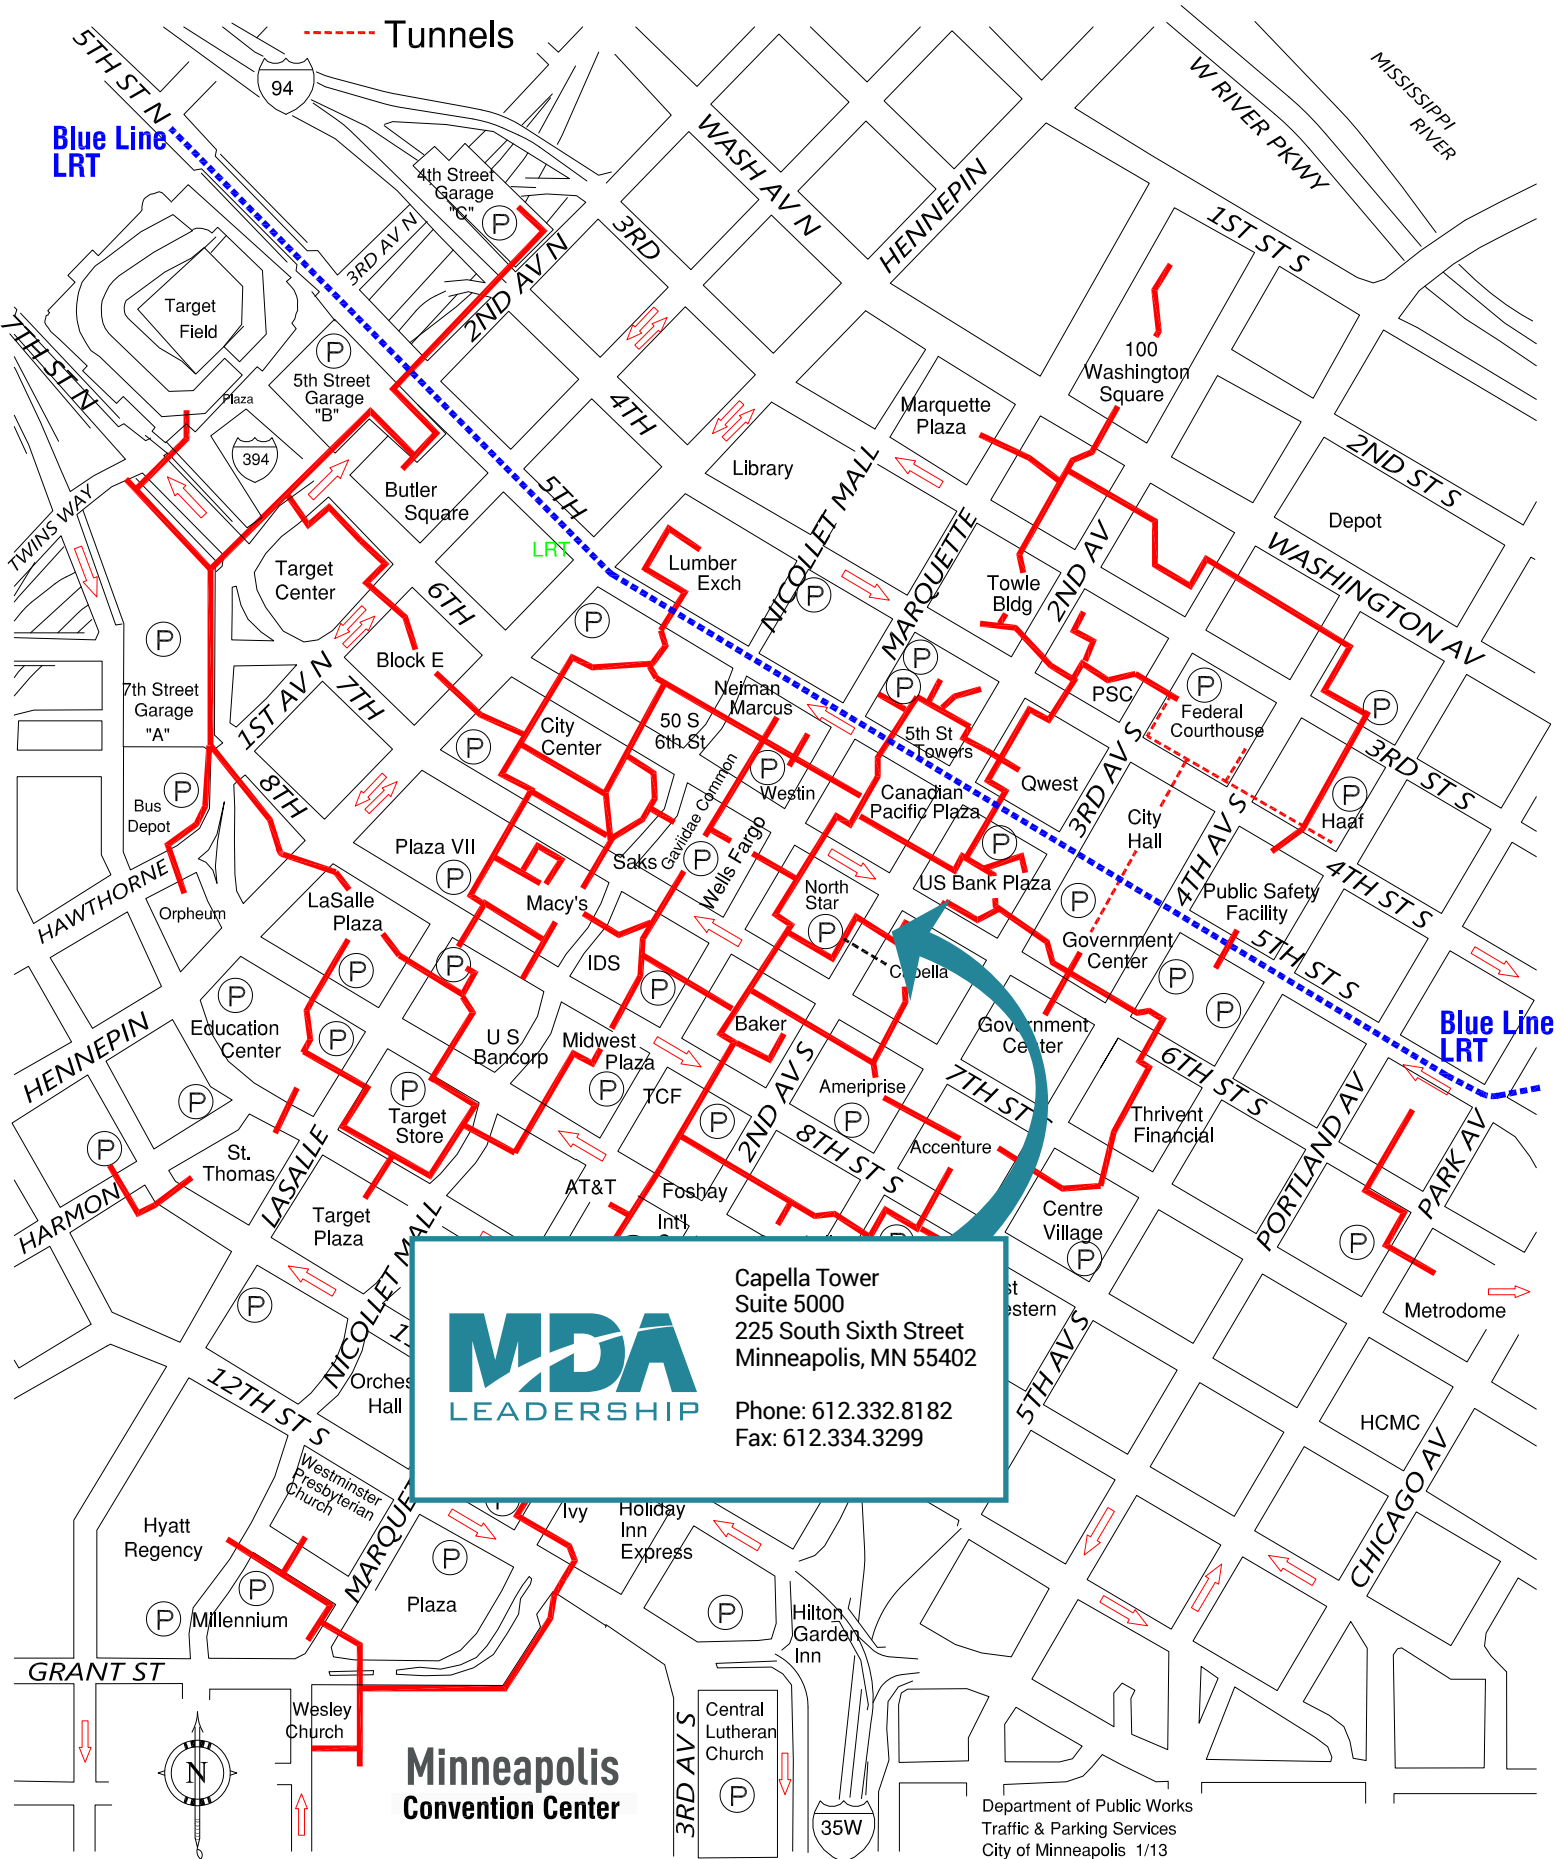 Tunnels
5TH ST N
94
Blue Line
LRT
MISSISSIPPI
RIVER
W RIVER PKWY
WASH AV N
HENNEPIN
1ST ST S
4th Street
Garage
"C"
P
3RD AV N
2ND AV N
3RD
Target
Field
7TH ST N
P
5th Street
Garage
"B"
Plaza
394
100
Washington
Square
Marquette
Plaza
4TH
Library
Butler
Square
5TH
NICOLLET MALL
2ND ST S
Depot
TWINS WAY
LRT
Lumber
Exch
Target
Center
6TH
P
MARQUETTE
Towle
Bldg
2ND AV
WASHINGTON AV
P
P
Block E
1ST AV N
7TH
7th Street
Garage
"A"
P
P
Neiman
Marcus
PSC
P
Federal
Courthouse
P
City
Center
50 S
6th St
5th St
Towers
3RD ST S
P
8TH
P
Bus
Depot
P
Westin
Canadian
Pacific Plaza
Qwest
3RD AV S
City
Hall
4TH AV S
Haaf
Plaza VII
P
Saks
Gaviidae Common
P
Wells Fargo
P
US Bank Plaza
North
Star
P
Public Safety
Facility
4TH ST S
HAWTHORNE
Orpheum
LaSalle
Plaza
Macy's
P
Government
Center
5TH ST S
P
P
IDS
P
Capella
P
P
P
Education
Center
P
U S
Bancorp
Midwest
Plaza
P
Baker
Government
Center
Blue Line
LRT
HENNEPIN
P
P
Target
Store
TCF
P
2ND AV S
Ameriprise
P
7TH ST S
6TH ST S
Thrivent
Financial
PORTLAND AV
PARK AV
P
St.
Thomas
LASALLE
8TH ST S
Accenture
AT&T
Foshay
Int'l
HARMON
Target
Plaza
NICOLLET MALL
Centre
Village
P
P
Metrodome
P
Capella Tower
Suite 5000
225 South Sixth Street
Minneapolis, MN 55402
Phone: 612.332.8182
Fax: 612.334.3299
MDA
LEADERSHIP
5TH AV S
12TH ST S
Hall
HCMC
CHICAGO AV
Westminster
Presbyterian
Church
Hyatt
Regency
Ivy
Holiday
Inn
Express
P
Plaza
P
Millennium
P
P
Hilton
Garden
Inn
GRANT ST
Wesley
Church
3RD AV S
Central
Lutheran
Church
P
N
Minneapolis
Convention Center
35W
Department of Public Works
Traffic & Parking Services
City of Minneapolis 1/13